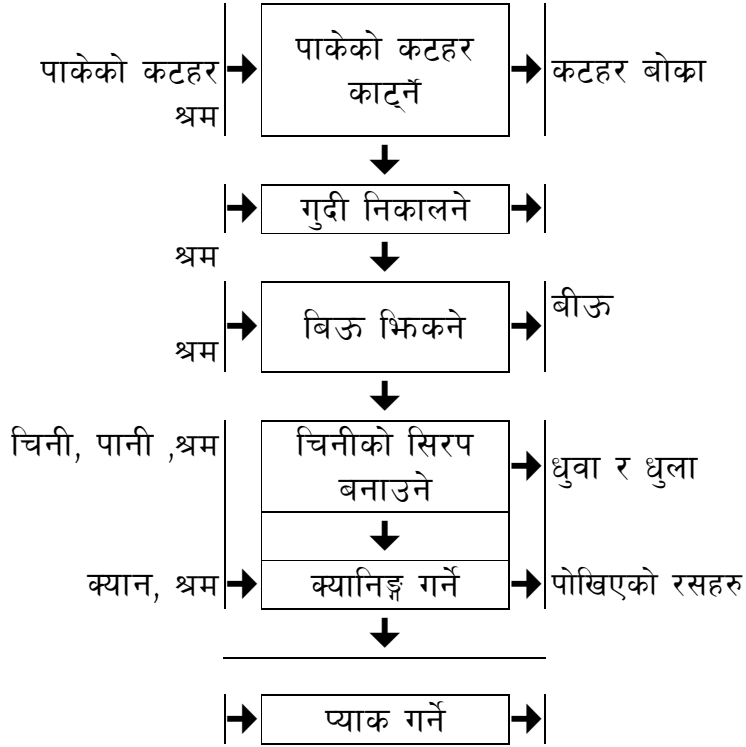 पाकेको कटहर
काट्र्ने
पाकेको कटहर
श्रम
कटहर बोक्रा
गुदी निकालने
श्रम
बिऊ झिकने
श्रम
बीऊ
चिनी, पानी ,श्रम
चिनीको सिरप
बनाउने
धुवा र धुला
क्यान, श्रम
क्यानिङ्ग गर्ने
पोखिएको रसहरु
प्याक गर्ने